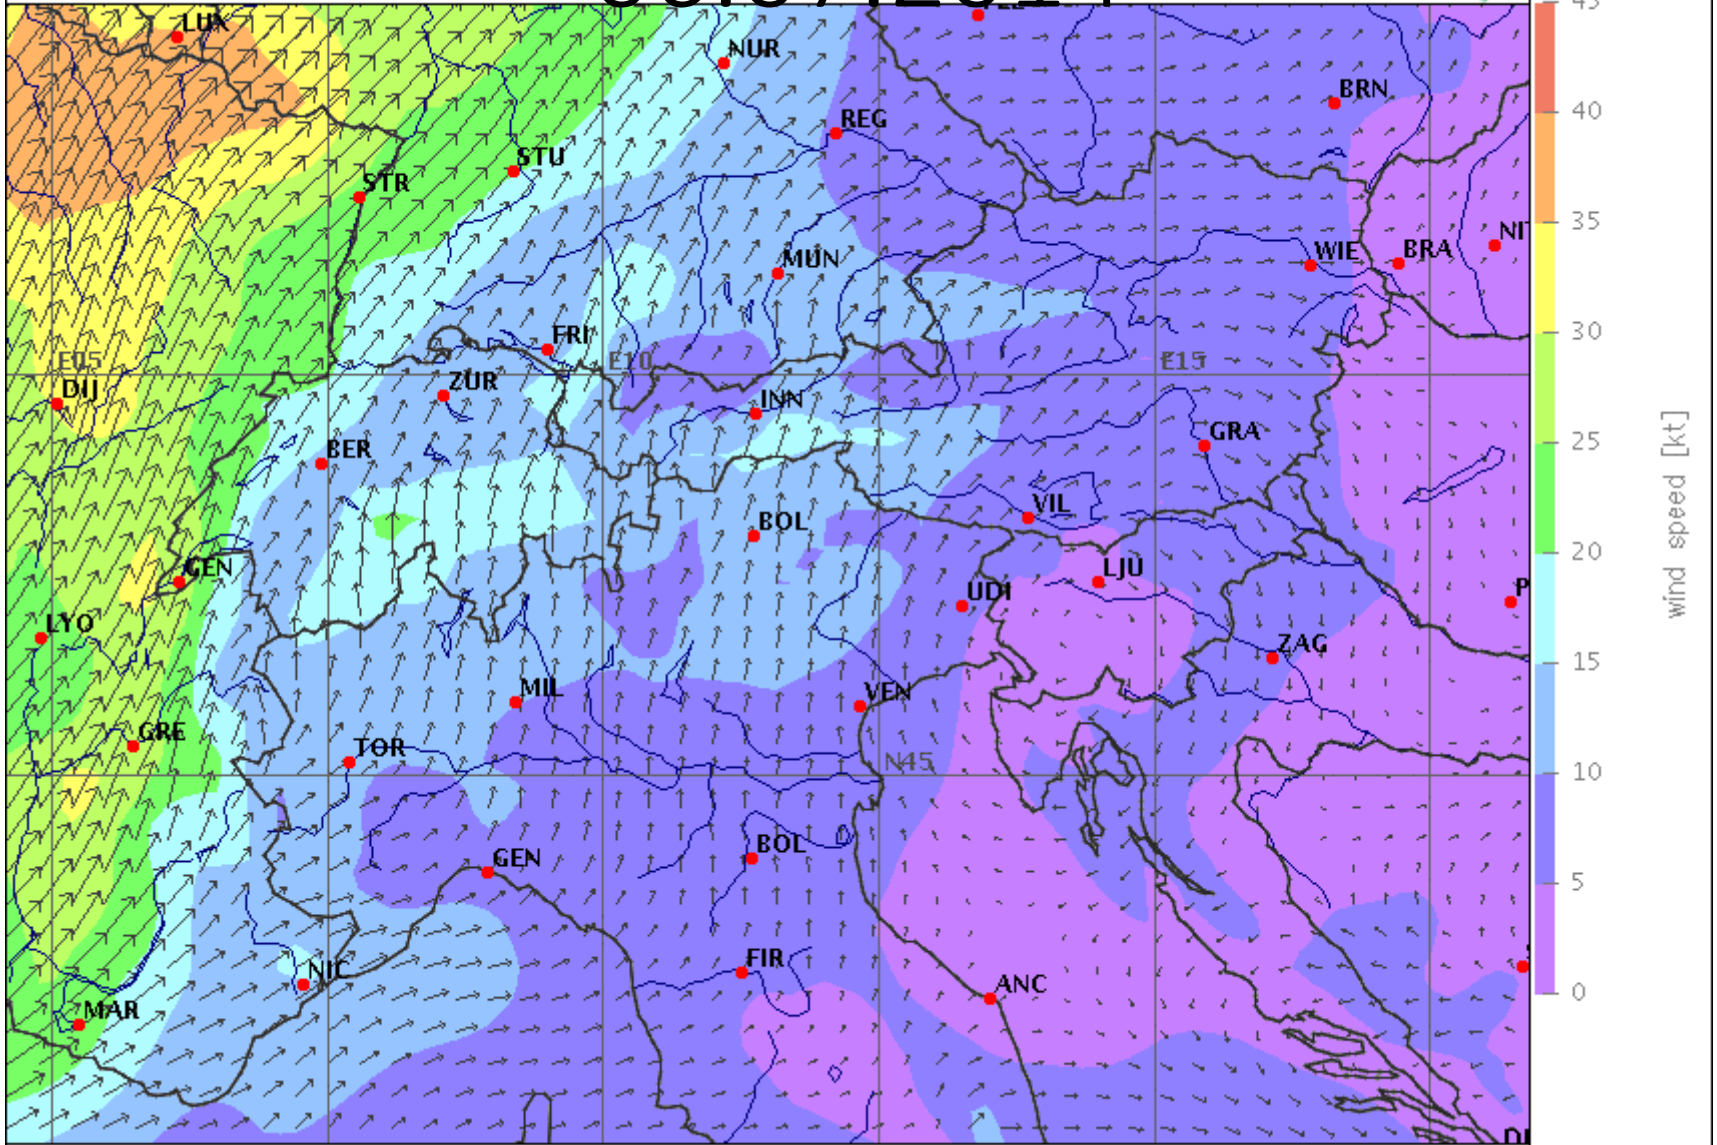 45
LUX
NUR
BRN
40
REG
STU
STR
35
NI
MUN
WIE
BRA
30
FRI
E05
E10
E15
DIJ
ZUR
INN
25
BER
GRA
VIL
BOL
20
GEN
LJU
UDI
P
wind speed [kt]
LYO
ZAG
15
MIL
VEN
GRE
TOR
N45
10
BOL
GEN
5
FIR
NIC
ANC
0
MAR